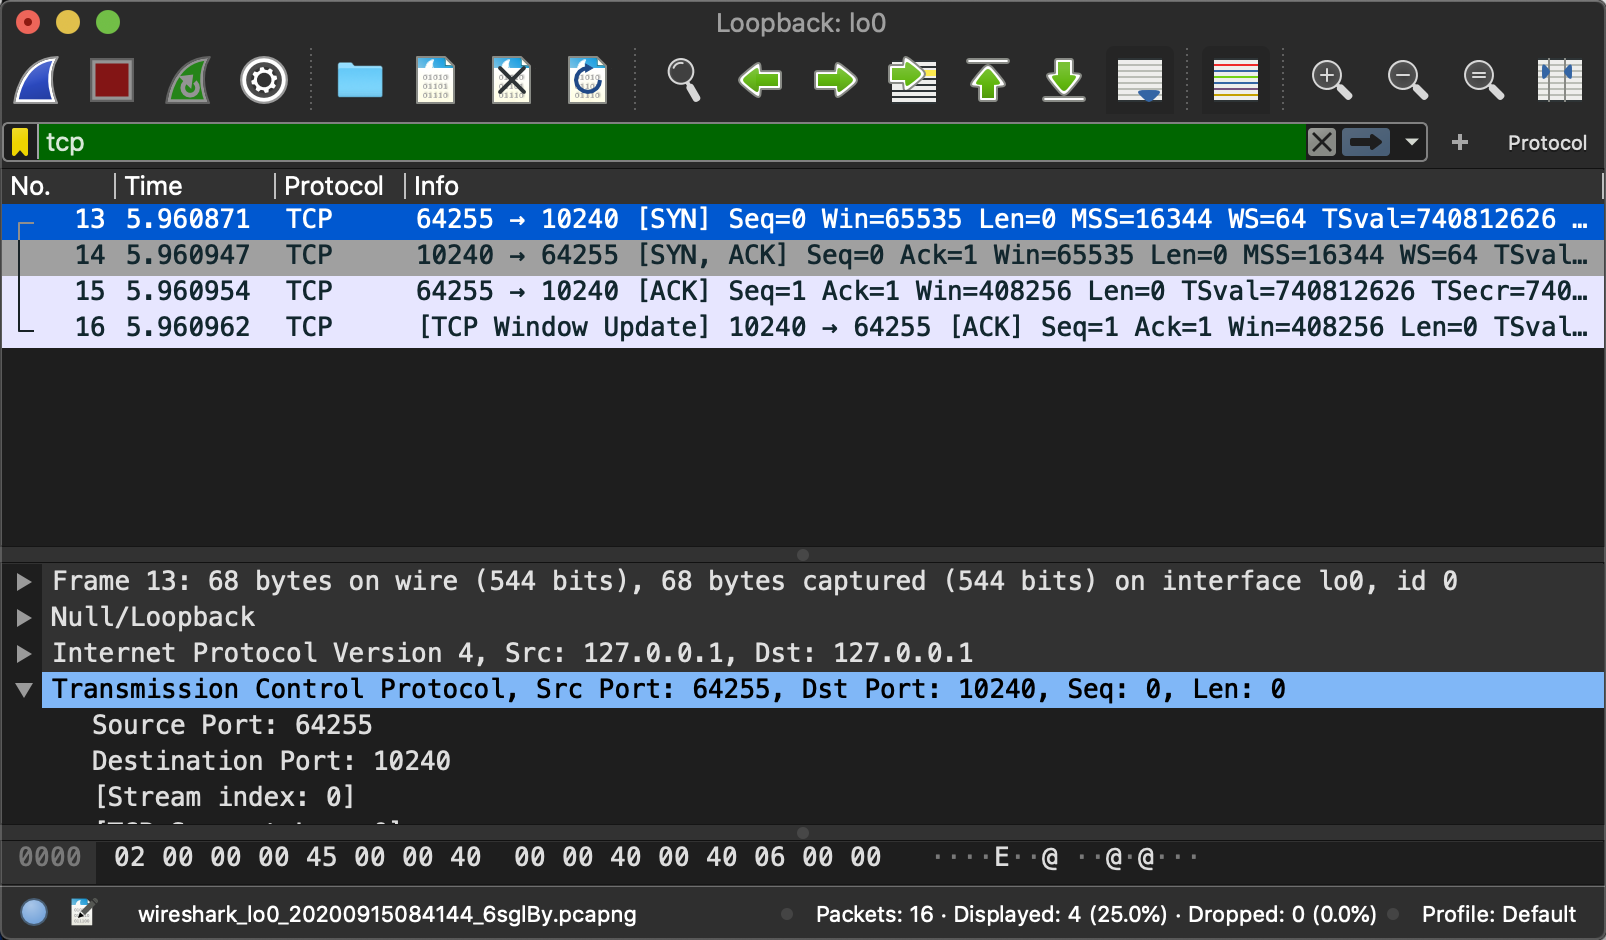 Loopback: lo0
tcp
Protocol
No. Time Protocol Info
13 5.960871 TCP 64255 → 10240 [SYN] Seq=0 Win=65535 Len=0 MSS=16344 WS=64 TSval=740812626 …
14 5.960947 TCP 10240 → 64255 [SYN, ACK] Seq=0 Ack=1 Win=65535 Len=0 MSS=16344 WS=64 TSval…
15 5.960954 TCP 64255 → 10240 [ACK] Seq=1 Ack=1 Win=408256 Len=0 TSval=740812626 TSecr=740…
16 5.960962 TCP [TCP Window Update] 10240 → 64255 [ACK] Seq=1 Ack=1 Win=408256 Len=0 TSval…
Frame 13: 68 bytes on wire (544 bits), 68 bytes captured (544 bits) on interface lo0, id 0
Null/Loopback
Internet Protocol Version 4, Src: 127.0.0.1, Dst: 127.0.0.1
Transmission Control Protocol, Src Port: 64255, Dst Port: 10240, Seq: 0, Len: 0
Source Port: 64255
Destination Port: 10240
[Stream index: 0]
0000 02 00 00 00 45 00 00 40 00 00 40 00 40 06 00 00 ····E··@ ··@·@···
wireshark_lo0_20200915084144_6sglBy.pcapng
Packets: 16 · Displayed: 4 (25.0%) · Dropped: 0 (0.0%)
Profile: Default